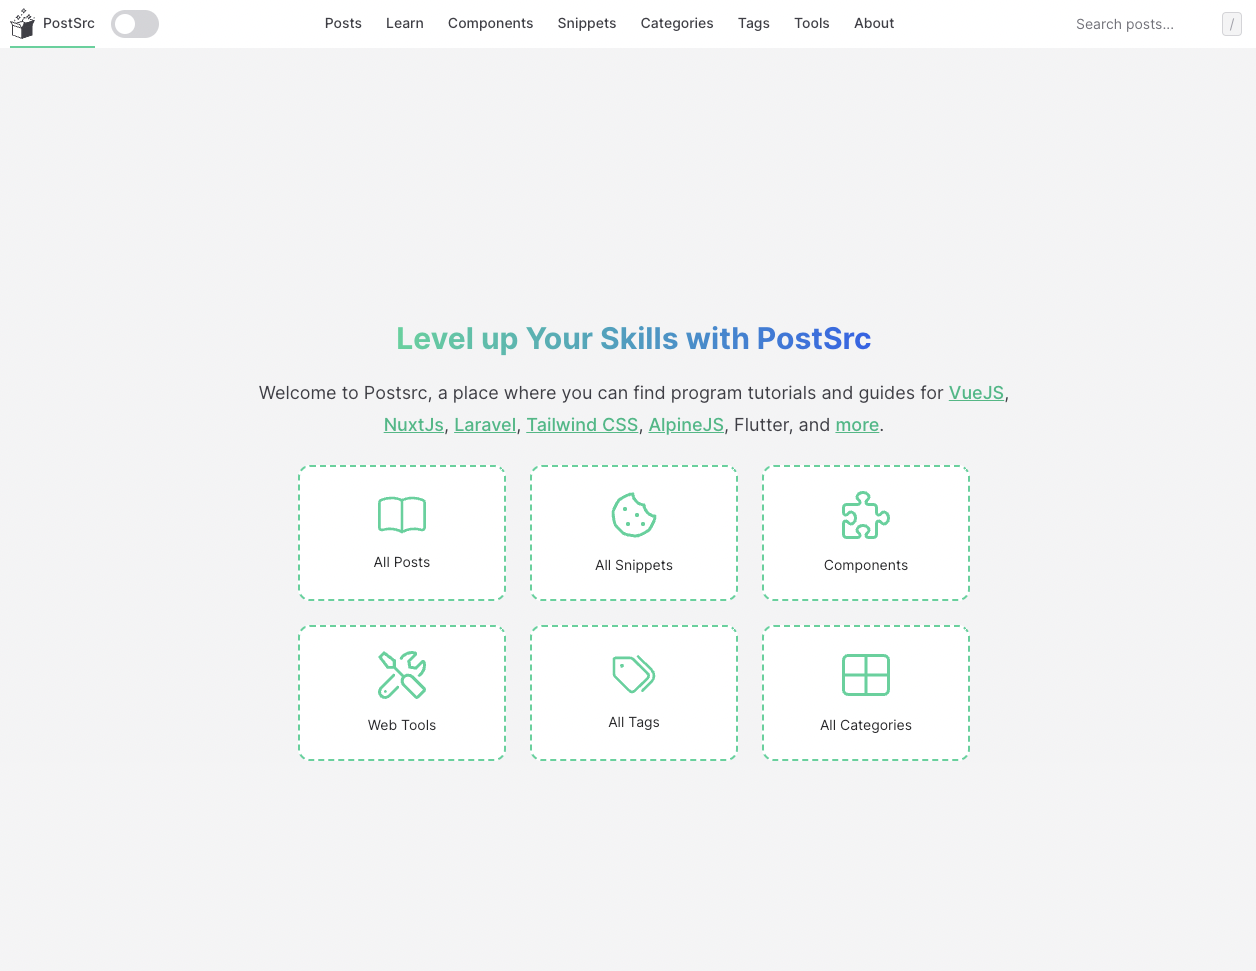 PostSrc
Posts Learn Components Snippets Categories Tags Tools About
Search posts... /
Level up Your Skills with PostSrc
Welcome to Postsrc, a place where you can find program tutorials and guides for VueJS,
NuxtJs, Laravel, Tailwind CSS, AlpineJS, Flutter, and more.
All Posts
All Snippets
Components
Web Tools
All Tags
All Categories